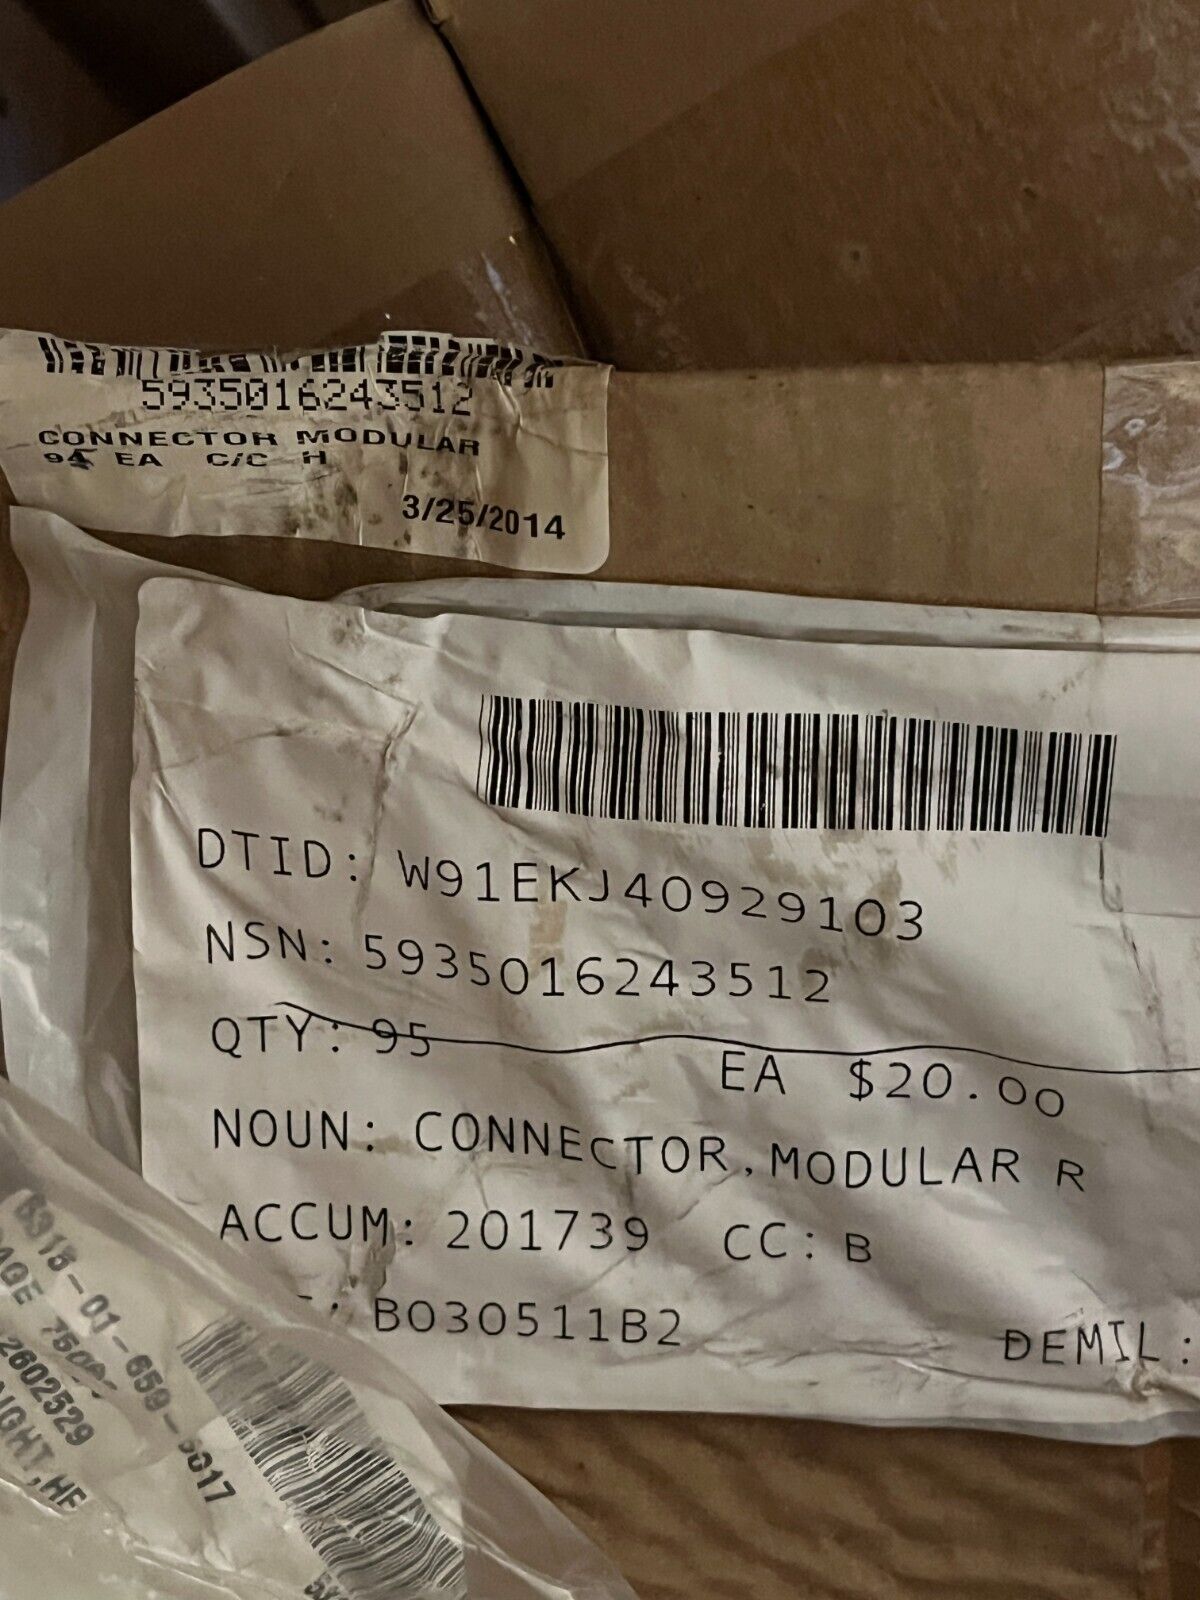 5935016243512
CONNECTOR MODULAR
95 EA C/C H
3/25/2014
DTID: W91EKJ40929103
NSN: 5935016243512
QTY: 95 EA $20.00
NOUN: CONNECTOR,MODULAR R
ACCUM: 201739 CC: B
B030511B2 DEMIL:
2602529